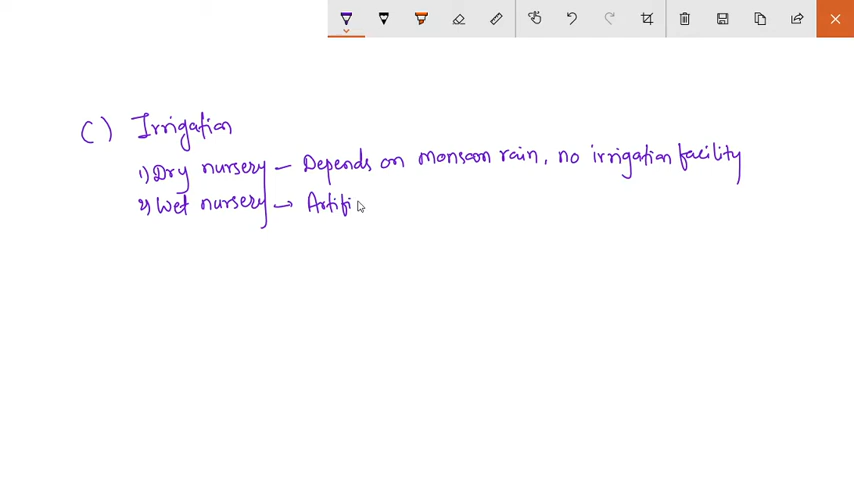 C) Irrigation
1) Dry nursery – Depends on monsoon rain, no irrigation facility
2) Wet nursery → Artifi